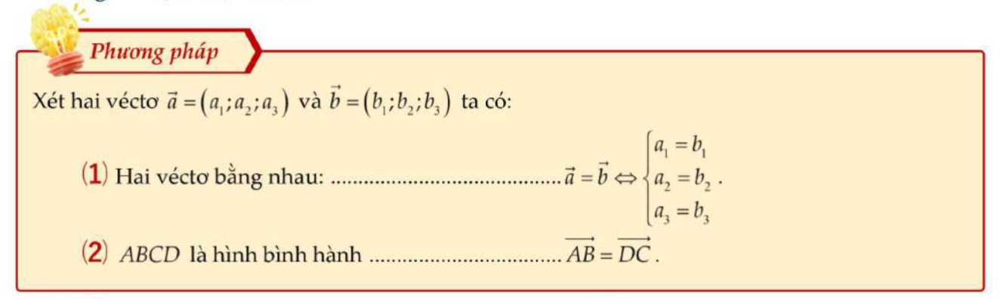 Phương pháp
Xét hai véctơ $\vec{a} = (a_1; a_2; a_3)$ và $\vec{b} = (b_1; b_2; b_3)$ ta có:
(1) Hai véctơ bằng nhau: ........................................ $\vec{a} = \vec{b} \Leftrightarrow \begin{cases} a_1 = b_1 \\ a_2 = b_2 \\ a_3 = b_3 \end{cases}$.
(2) ABCD là hình bình hành .................................. $\overrightarrow{AB} = \overrightarrow{DC}$.